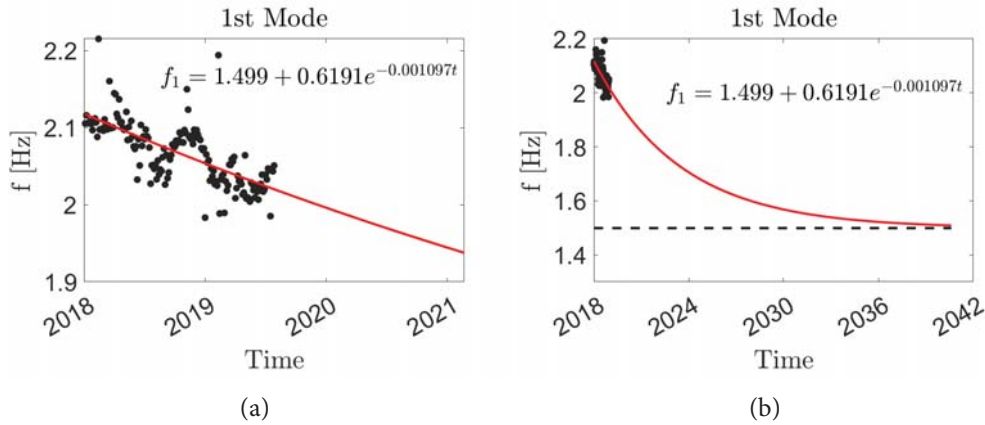 1st Mode
2.2
2.1
2
1.9
f [Hz]
f₁ = 1.499 + 0.6191e^{-0.001097t}
2018
2019
2020
2021
Time
(a)
1st Mode
2.2
2
1.8
1.6
1.4
f [Hz]
f₁ = 1.499 + 0.6191e^{-0.001097t}
2018
2024
2030
2036
2042
Time
(b)